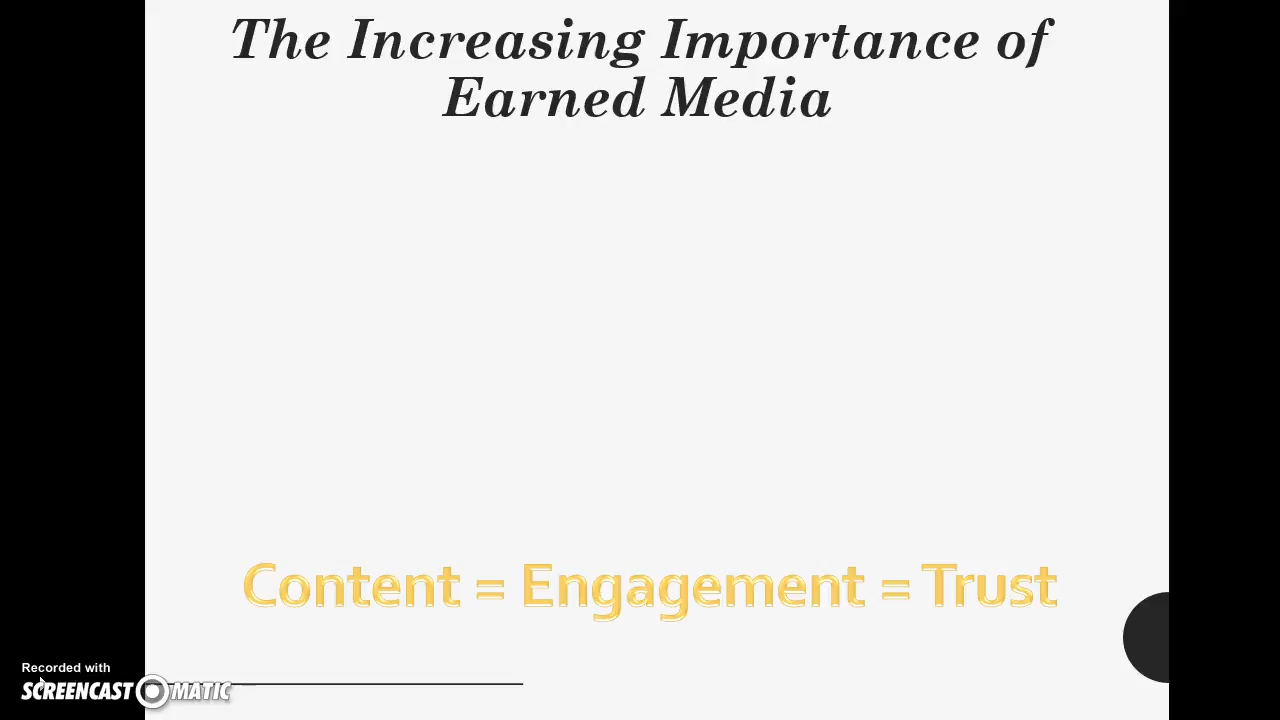 The Increasing Importance of
Earned Media
Content = Engagement = Trust
Recorded with
SCREENCAST MATIC